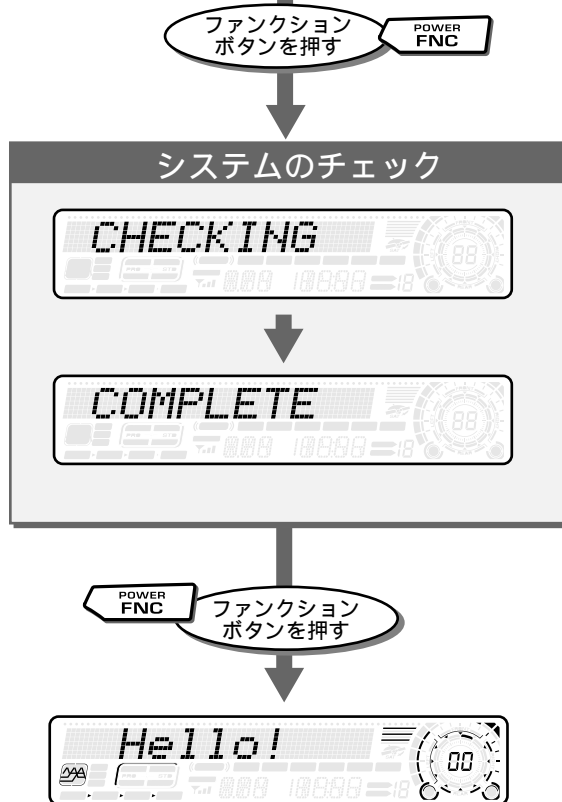 ファンクション
ボタンを押す
POWER
FNC
システムのチェック
CHECKING
COMPLETE
POWER
FNC
ファンクション
ボタンを押す
Hello!
00